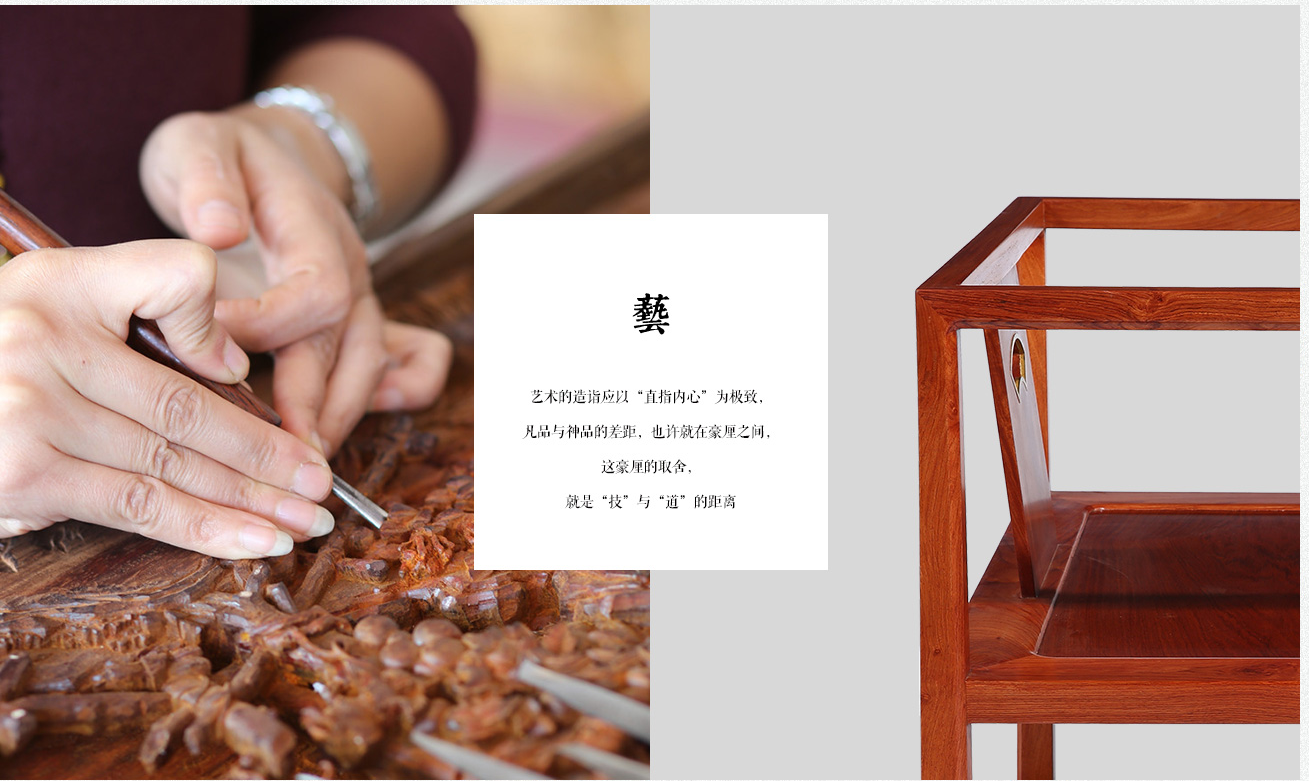 藝
艺术的造诣应以“直指内心”为极致，
凡品与神品的差距，也许就在豪厘之间，
这豪厘的取舍，
就是“技”与“道”的距离